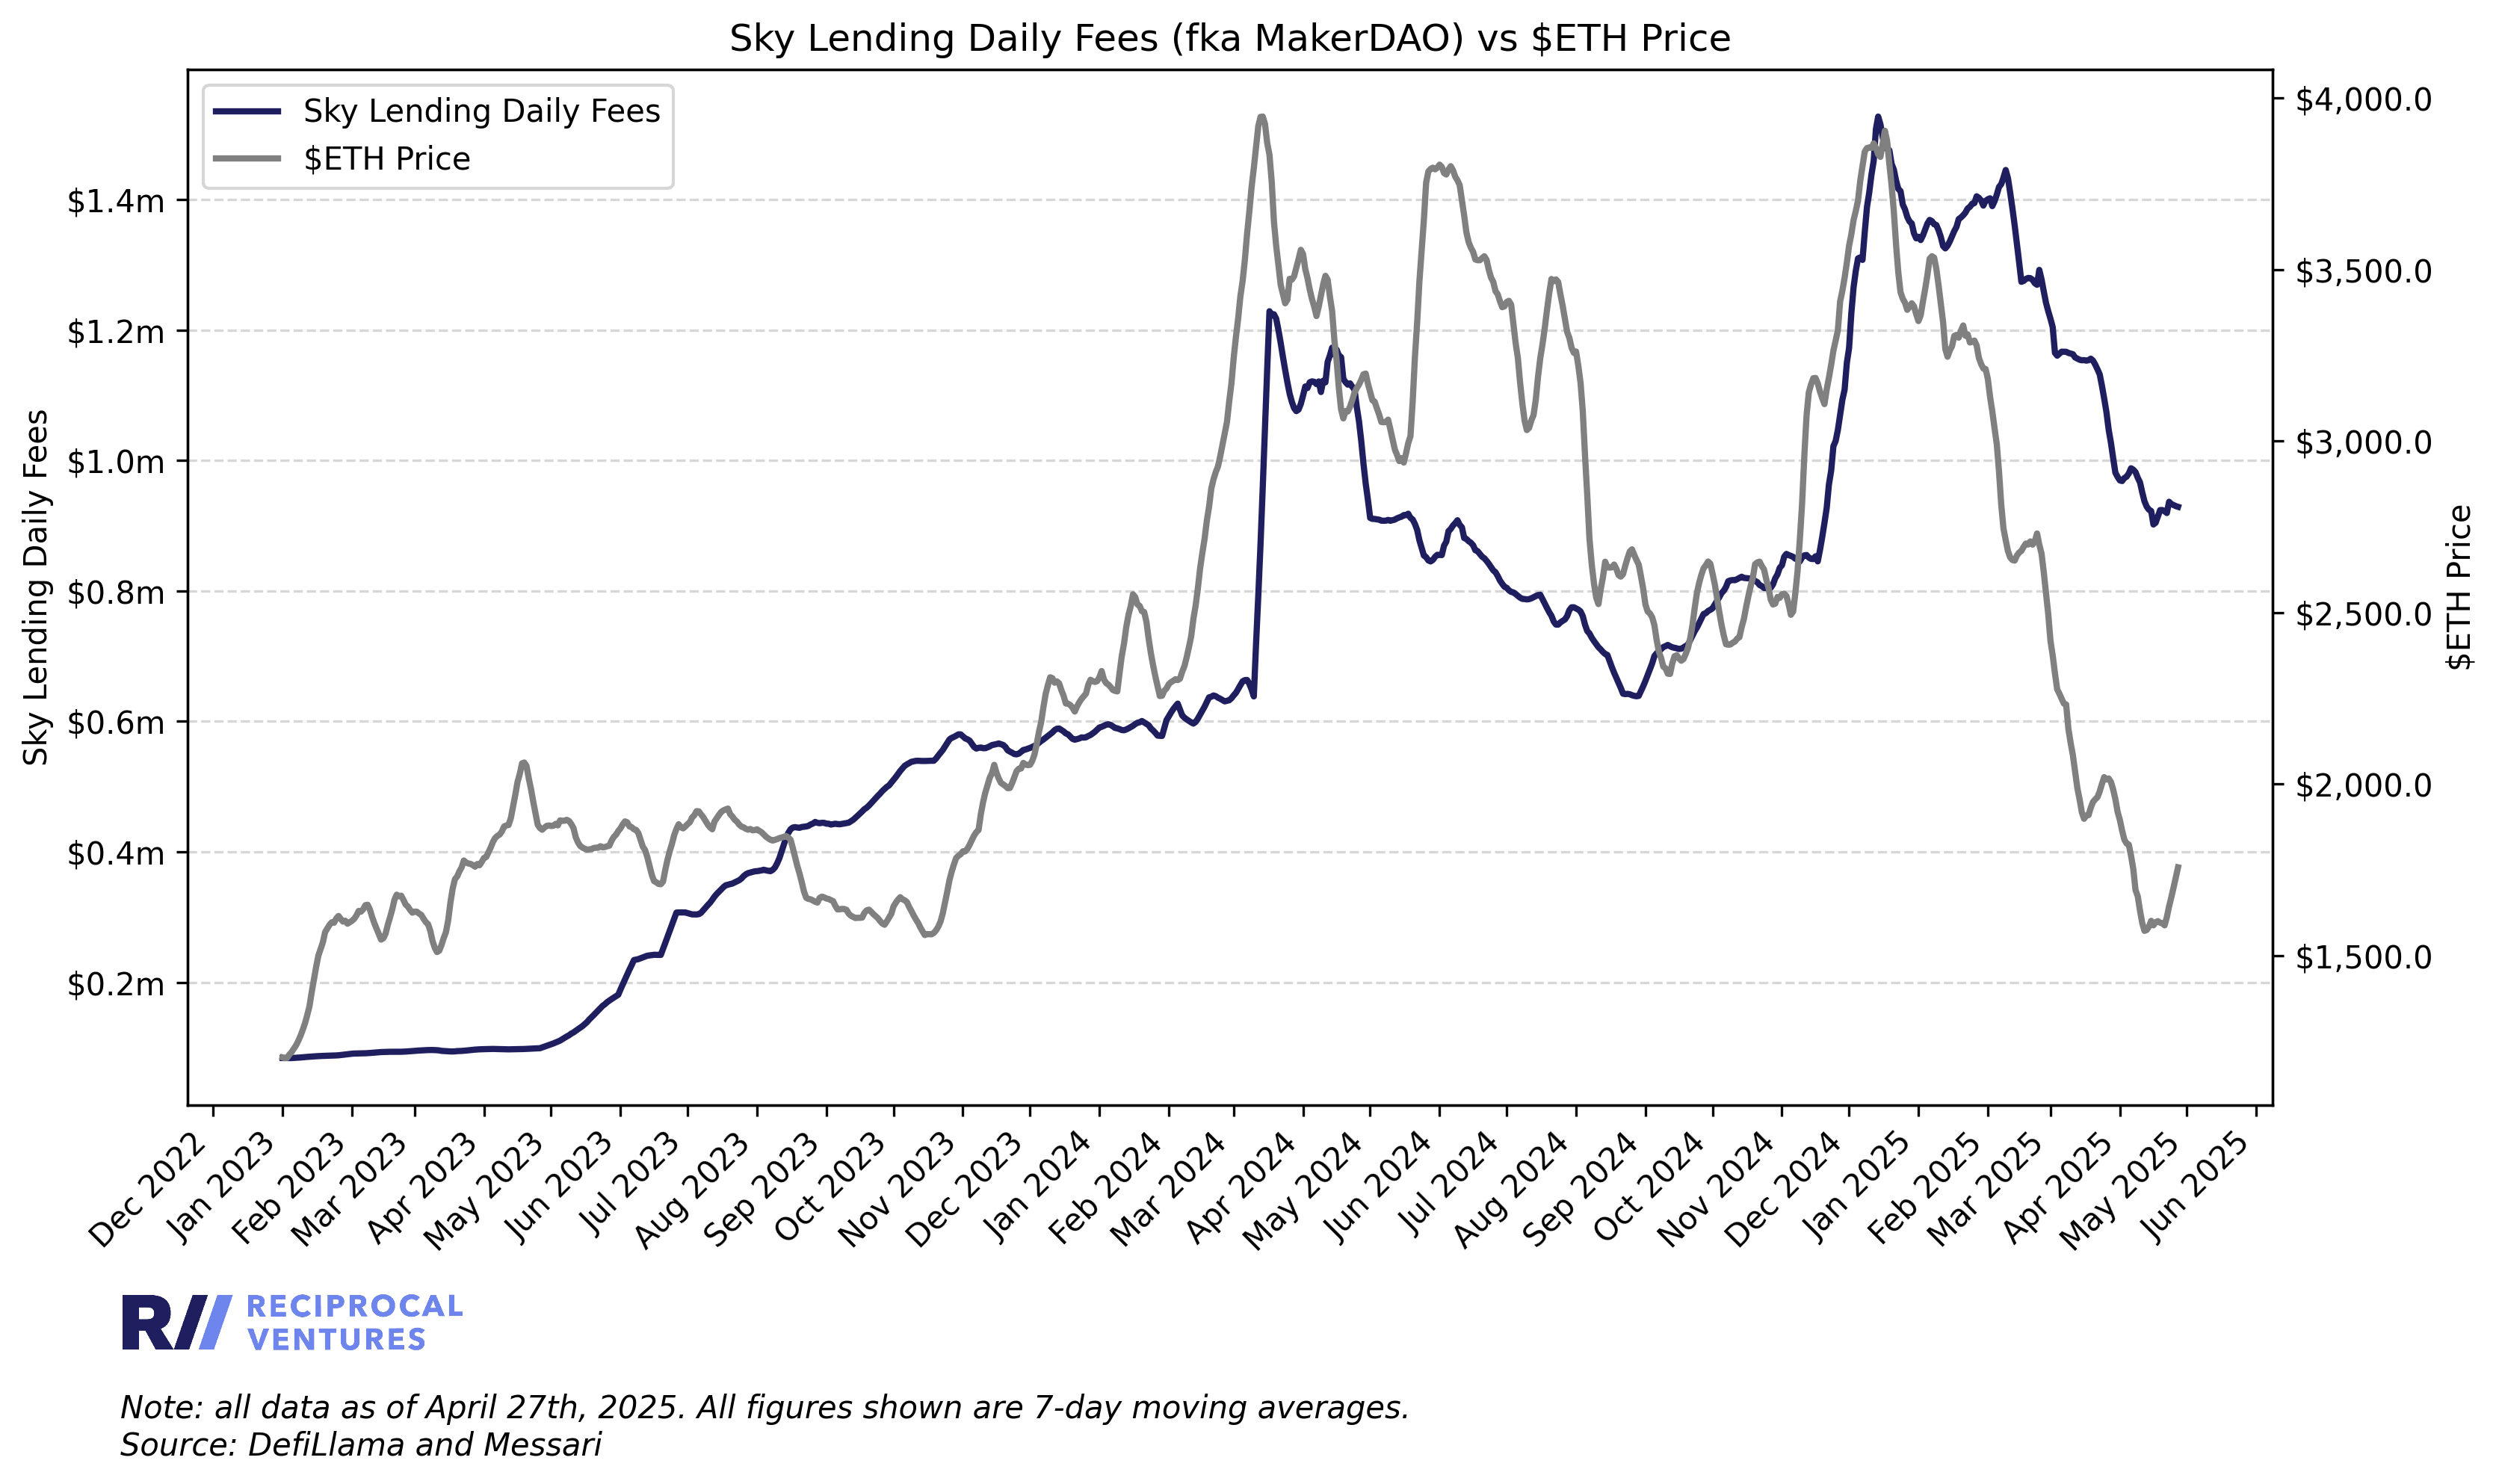 Sky Lending Daily Fees (fka MakerDAO) vs $ETH Price
Sky Lending Daily Fees
$ETH Price
Sky Lending Daily Fees
$1.4m
$1.2m
$1.0m
$0.8m
$0.6m
$0.4m
$0.2m
$4,000.0
$3,500.0
$3,000.0
$2,500.0
$2,000.0
$1,500.0
$ETH Price
Dec 2022
Jan 2023
Feb 2023
Mar 2023
Apr 2023
May 2023
Jun 2023
Jul 2023
Aug 2023
Sep 2023
Oct 2023
Nov 2023
Dec 2023
Jan 2024
Feb 2024
Mar 2024
Apr 2024
May 2024
Jun 2024
Jul 2024
Aug 2024
Sep 2024
Oct 2024
Nov 2024
Dec 2024
Jan 2025
Feb 2025
Mar 2025
Apr 2025
May 2025
Jun 2025
R// RECIPROCAL
VENTURES
Note: all data as of April 27th, 2025. All figures shown are 7-day moving averages.
Source: DefiLlama and Messari